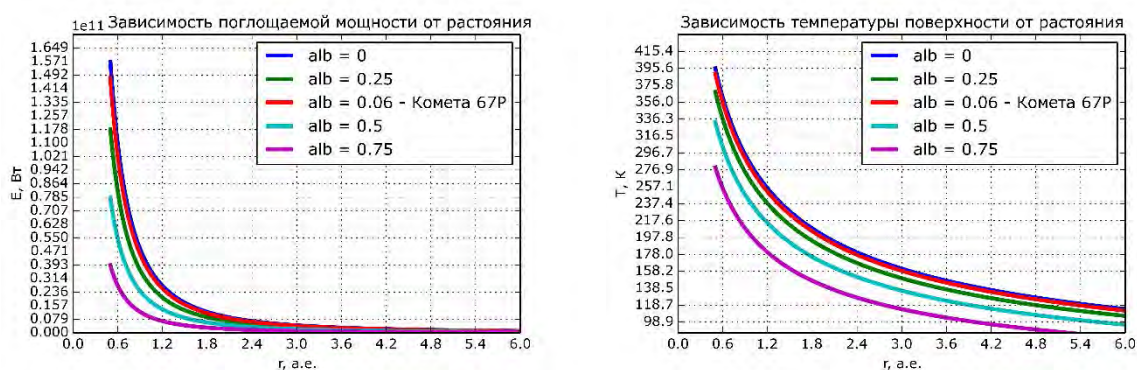 Зависимость поглощаемой мощности от растояния
1e11
1.649
1.571
1.492
1.414
1.335
1.257
1.178
1.100
1.021
0.942
0.864
0.785
0.707
0.628
0.550
0.471
0.393
0.314
0.236
0.157
0.079
0.000
E, Вт
alb = 0
alb = 0.25
alb = 0.06 - Комета 67P
alb = 0.5
alb = 0.75
0.0 0.6 1.2 1.8 2.4 3.0 3.6 4.2 4.8 5.4 6.0
r, а.е.
Зависимость температуры поверхности от растояния
415.4
395.6
375.8
356.0
336.3
316.5
296.7
276.9
257.1
237.4
217.6
197.8
178.0
158.2
138.5
118.7
98.9
T, K
alb = 0
alb = 0.25
alb = 0.06 - Комета 67P
alb = 0.5
alb = 0.75
0.0 0.6 1.2 1.8 2.4 3.0 3.6 4.2 4.8 5.4 6.0
r, а.е.